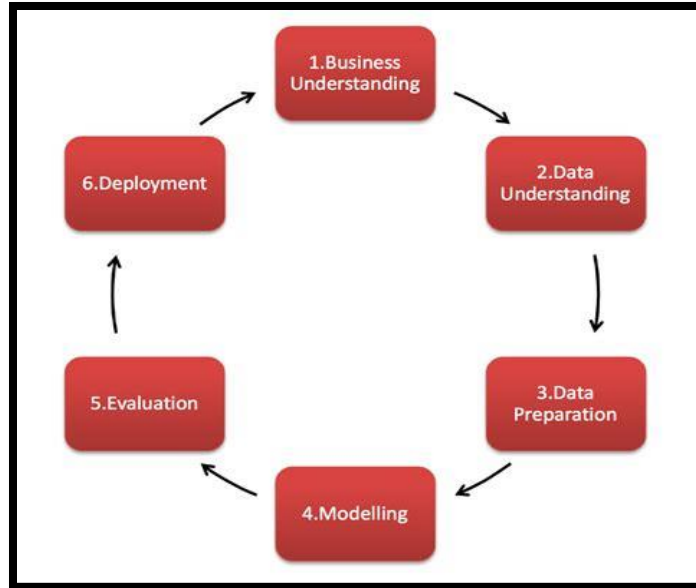 1.Business
Understanding
2.Data
Understanding
3.Data
Preparation
4.Modelling
5.Evaluation
6.Deployment